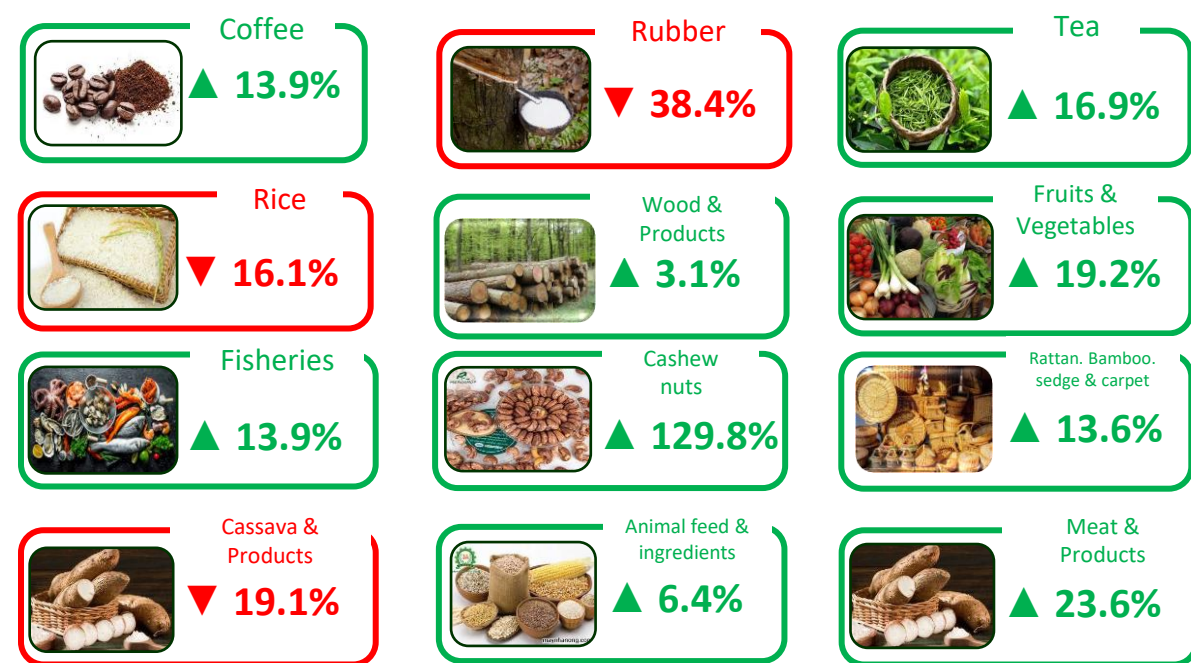 Coffee
▲ 13.9%
Rubber
▼ 38.4%
Tea
▲ 16.9%
Rice
▼ 16.1%
Wood &
Products
▲ 3.1%
Fruits &
Vegetables
▲ 19.2%
Fisheries
▲ 13.9%
Cashew
nuts
▲ 129.8%
Rattan. Bamboo.
sedge & carpet
▲ 13.6%
Cassava &
Products
▼ 19.1%
Animal feed &
ingredients
▲ 6.4%
Meat &
Products
▲ 23.6%